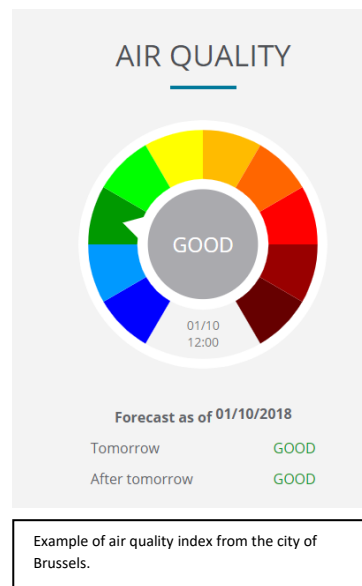 AIR QUALITY
GOOD
01/10
12:00
Forecast as of 01/10/2018
Tomorrow GOOD
After tomorrow GOOD
Example of air quality index from the city of
Brussels.